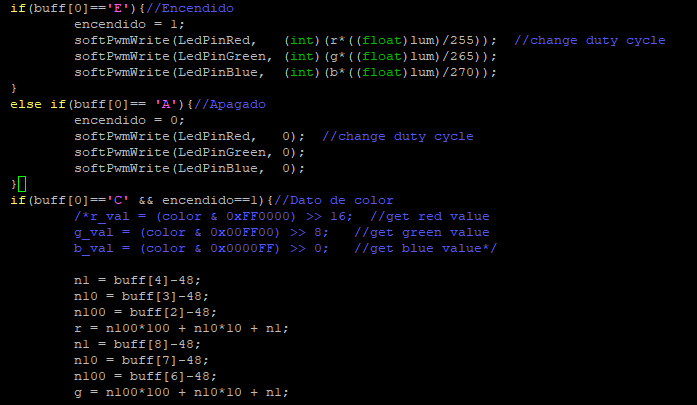 if(buff[0]=='E'){//Encendido
        encendido = 1;
        softPwmWrite(LedPinRed,   (int)(r*((float)lum)/255));  //change duty cycle
        softPwmWrite(LedPinGreen, (int)(g*((float)lum)/265));
        softPwmWrite(LedPinBlue,  (int)(b*((float)lum)/270));
}
else if(buff[0]== 'A'){//Apagado
        encendido = 0;
        softPwmWrite(LedPinRed,   0);  //change duty cycle
        softPwmWrite(LedPinGreen, 0);
        softPwmWrite(LedPinBlue,  0);
}
if(buff[0]=='C' && encendido==1){//Dato de color
        /*r_val = (color & 0xFF0000) >> 16;  //get red value
        g_val = (color & 0x00FF00) >> 8;   //get green value
        b_val = (color & 0x0000FF) >> 0;   //get blue value*/

        n1 = buff[4]-48;
        n10 = buff[3]-48;
        n100 = buff[2]-48;
        r = n100*100 + n10*10 + n1;
        n1 = buff[8]-48;
        n10 = buff[7]-48;
        n100 = buff[6]-48;
        g = n100*100 + n10*10 + n1;